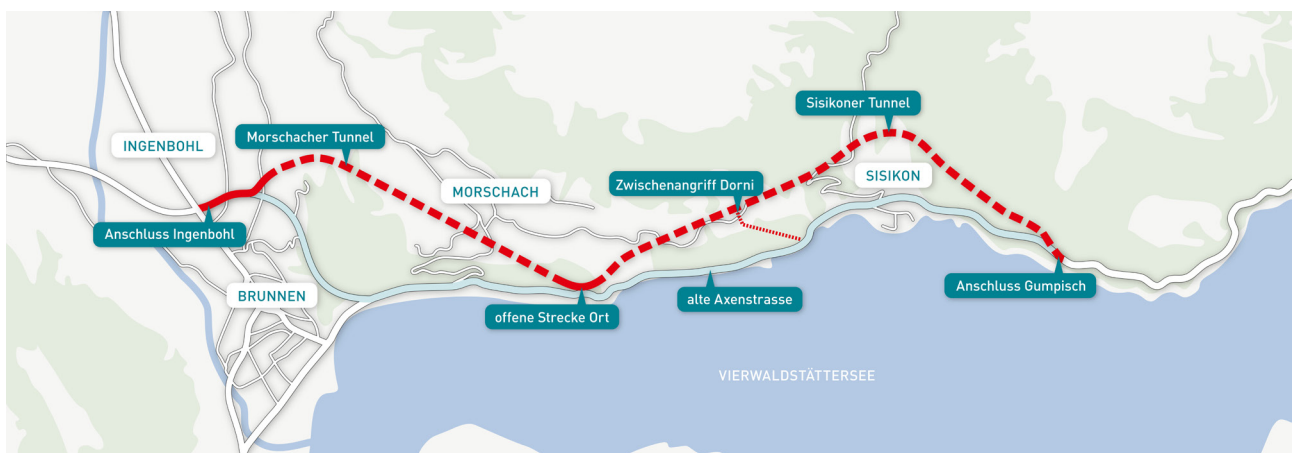 Sisikoner Tunnel
Morschacher Tunnel
INGENBOHL
SISIKON
Zwischenangriff Dorni
MORSCHACH
Anschluss Ingenbohl
Anschluss Gumpisch
BRUNNEN
alte Axenstrasse
offene Strecke Ort
VIERWALDSTÄTTERSEE